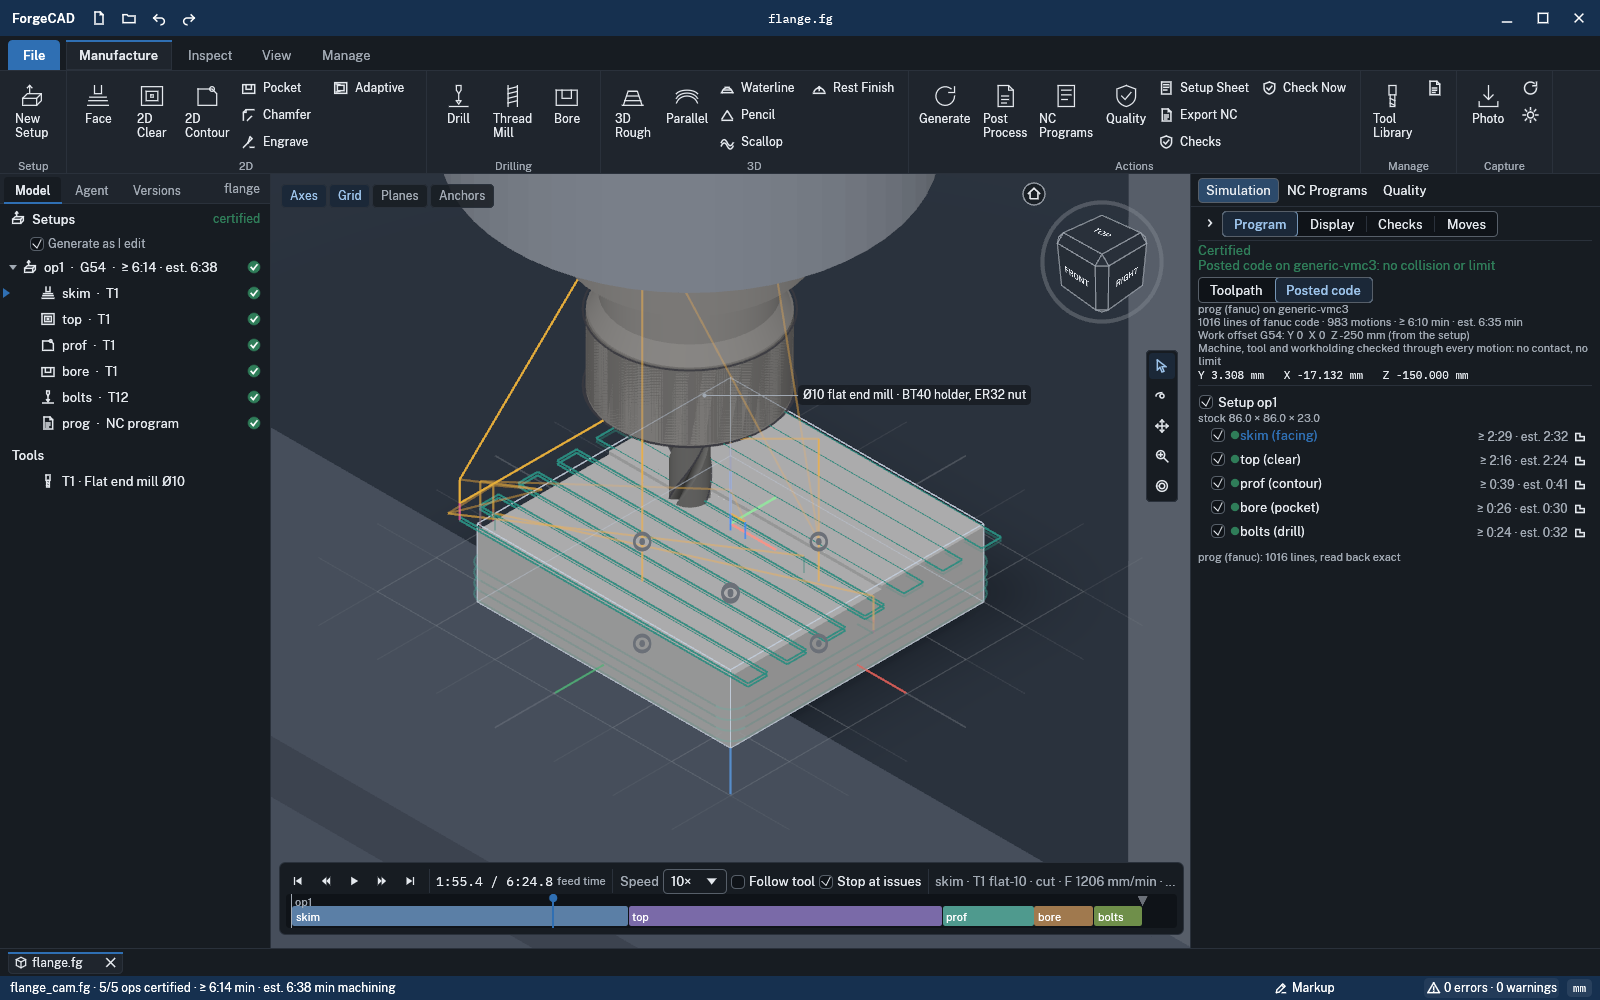 ForgeCAD
flange.fg
File
Manufacture
Inspect
View
Manage
New Setup
Face
2D Clear
2D Contour
Pocket
Chamfer
Engrave
Adaptive
Drill
Thread Mill
Bore
3D Rough
Parallel
Waterline
Pencil
Scallop
Rest Finish
Generate
Post Process
NC Programs
Quality
Setup Sheet
Export NC
Checks
Check Now
Tool Library
Photo
Setup
2D
Drilling
3D
Actions
Manage
Capture
Model
Agent
Versions
flange
Setups
certified
Generate as I edit
op1 · G54 · ≥ 6:14 · est. 6:38
skim · T1
top · T1
prof · T1
bore · T1
bolts · T12
prog · NC program
Tools
T1 · Flat end mill Ø10
Axes
Grid
Planes
Anchors
TOP
FRONT
RIGHT
Ø10 flat end mill · BT40 holder, ER32 nut
1:55.4 / 6:24.8 feed time
Speed
10×
Follow tool
Stop at issues
skim · T1 flat-10 · cut · F 1206 mm/min · ...
op1
skim
top
prof
bore
bolts
Simulation
NC Programs
Quality
Program
Display
Checks
Moves
Certified
Posted code on generic-vmc3: no collision or limit
Toolpath
Posted code
prog (fanuc) on generic-vmc3
1016 lines of fanuc code · 983 motions · ≥ 6:10 min · est. 6:35 min
Work offset G54: Y 0 X 0 Z -250 mm (from the setup)
Machine, tool and workholding checked through every motion: no contact, no
limit
Y 3.308 mm X -17.132 mm Z -150.000 mm
Setup op1
stock 86.0 × 86.0 × 23.0
skim (facing) ≥ 2:29 · est. 2:32
top (clear) ≥ 2:16 · est. 2:24
prof (contour) ≥ 0:39 · est. 0:41
bore (pocket) ≥ 0:26 · est. 0:30
bolts (drill) ≥ 0:24 · est. 0:32
prog (fanuc): 1016 lines, read back exact
flange.fg
flange_cam.fg · 5/5 ops certified · ≥ 6:14 min · est. 6:38 min machining
Markup
0 errors · 0 warnings
mm